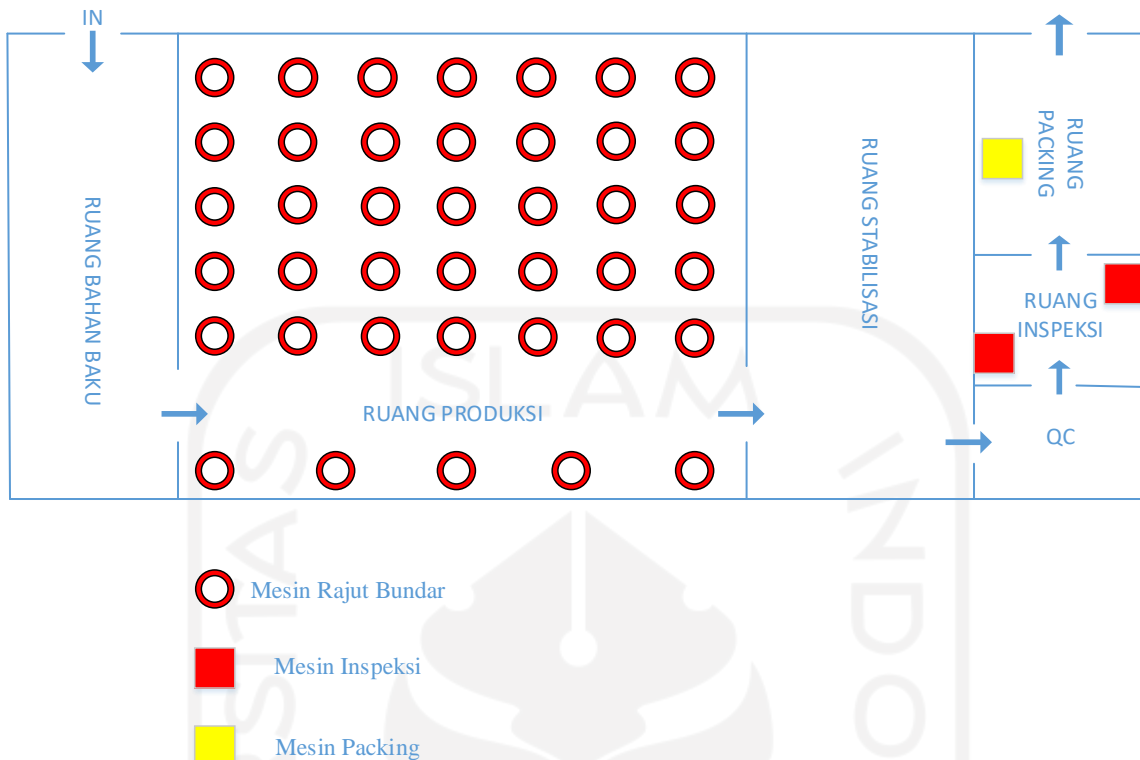 IN
RUANG BAHAN BAKU
RUANG PRODUKSI
RUANG STABILISASI
RUANG
PACKING
RUANG
INSPEKSI
QC
Mesin Rajut Bundar
Mesin Inspeksi
Mesin Packing
ISLAM